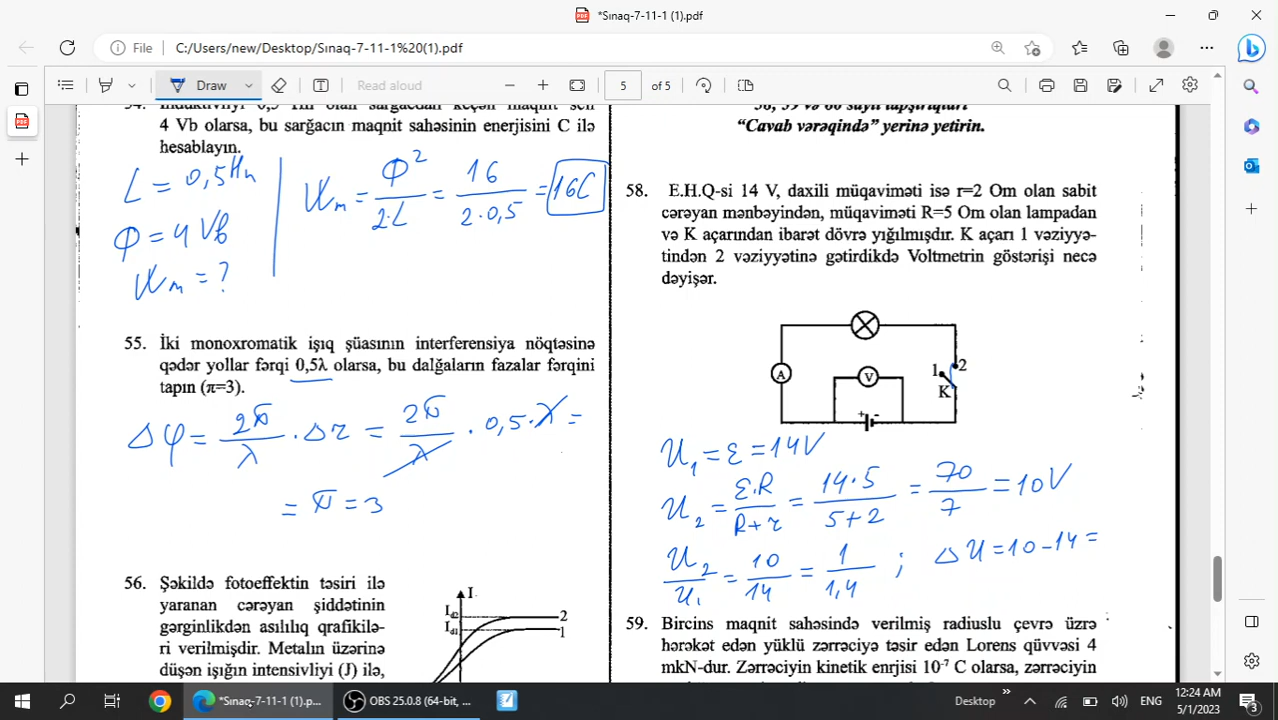 *Sınaq-7-11-1 (1).pdf
File
C:/Users/new/Desktop/Sınaq-7-11-1%20(1).pdf
Draw
Read aloud
5
of 5
4 Vb olarsa, bu sarğacın maqnit sahəsinin enerjisini C ilə
hesablayın.
L = 0,5Hn
Φ = 4 Vb
Wm = ?
Wm = Φ² / 2·L = 16 / 2·0,5 = 16C
55. İki monoxromatik işıq şüasının interferensiya nöqtəsinə
qədər yollar fərqi 0,5λ olarsa, bu dalğaların fazalar fərqini
tapın (π=3).
Δφ = 2π / λ · Δr = 2π / λ · 0,5 · λ =
= π = 3
56. Şəkildə fotoeffektin təsiri ilə
yaranan cərəyan şiddətinin
gərginlikdən asılılıq qrafiklə-
ri verilmişdir. Metalın üzərinə
düşən işığın intensivliyi (J) ilə,
I
Id2
2
Id1
1
58, 59 və 60 saylı tapşırıqları
“Cavab vərəqində” yerinə yetirin.
58. E.H.Q-si 14 V, daxili müqaviməti isə r=2 Om olan sabit
cərəyan mənbəyindən, müqaviməti R=5 Om olan lampadan
və K açarından ibarət dövrə yığılmışdır. K açarı 1 vəziyyə-
tindən 2 vəziyyətinə gətirdikdə Voltmetrin göstərişi necə
dəyişər.
A
V
1
2
K
+ -
U₁ = ε = 14V
U₂ = ε·R / R+r = 14·5 / 5+2 = 70 / 7 = 10V
U₂ / U₁ = 10 / 14 = 1 / 1,4 ; ΔU = 10-14 =
59. Bircins maqnit sahəsində verilmiş radiuslu çevrə üzrə
hərəkət edən yüklü zərrəciyə təsir edən Lorens qüvvəsi 4
mkN-dur. Zərrəciyin kinetik enrjisi 10⁻⁷ C olarsa, zərrəciyin
*Sınaq-7-11-1 (1).p...
OBS 25.0.8 (64-bit, ...
Desktop
ENG
12:24 AM
5/1/2023
3